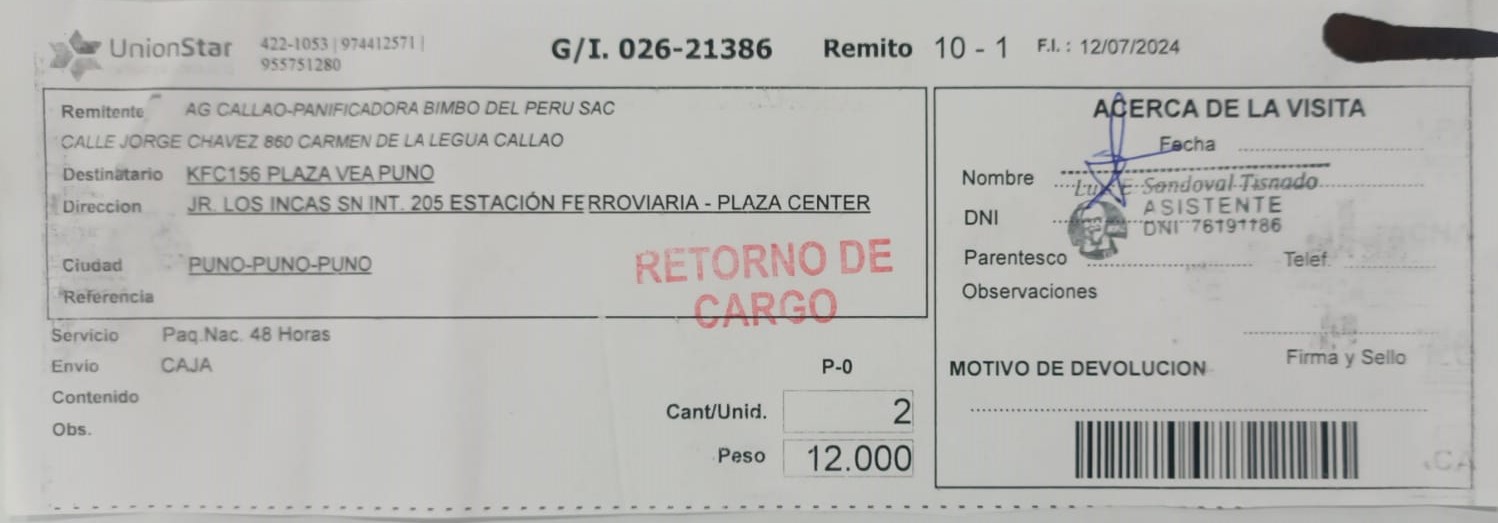 UnionStar 422-1053 | 974412571 |
955751280
G/I. 026-21386 Remito 10 - 1 F.I. : 12/07/2024
Remitente AG CALLAO-PANIFICADORA BIMBO DEL PERU SAC
CALLE JORGE CHAVEZ 860 CARMEN DE LA LEGUA CALLAO
Destinatario KFC156 PLAZA VEA PUNO
Direccion JR. LOS INCAS SN INT. 205 ESTACIÓN FERROVIARIA - PLAZA CENTER
Ciudad PUNO-PUNO-PUNO
Referencia
RETORNO DE
CARGO
Servicio Paq.Nac. 48 Horas
Envío CAJA
Contenido
Obs.
P-0
Cant/Unid. 2
Peso 12.000
ACERCA DE LA VISITA
Fecha
Nombre
Sandoval Tisnado
ASISTENTE
DNI
DNI 76191186
Parentesco Telef.
Observaciones
Firma y Sello
MOTIVO DE DEVOLUCION